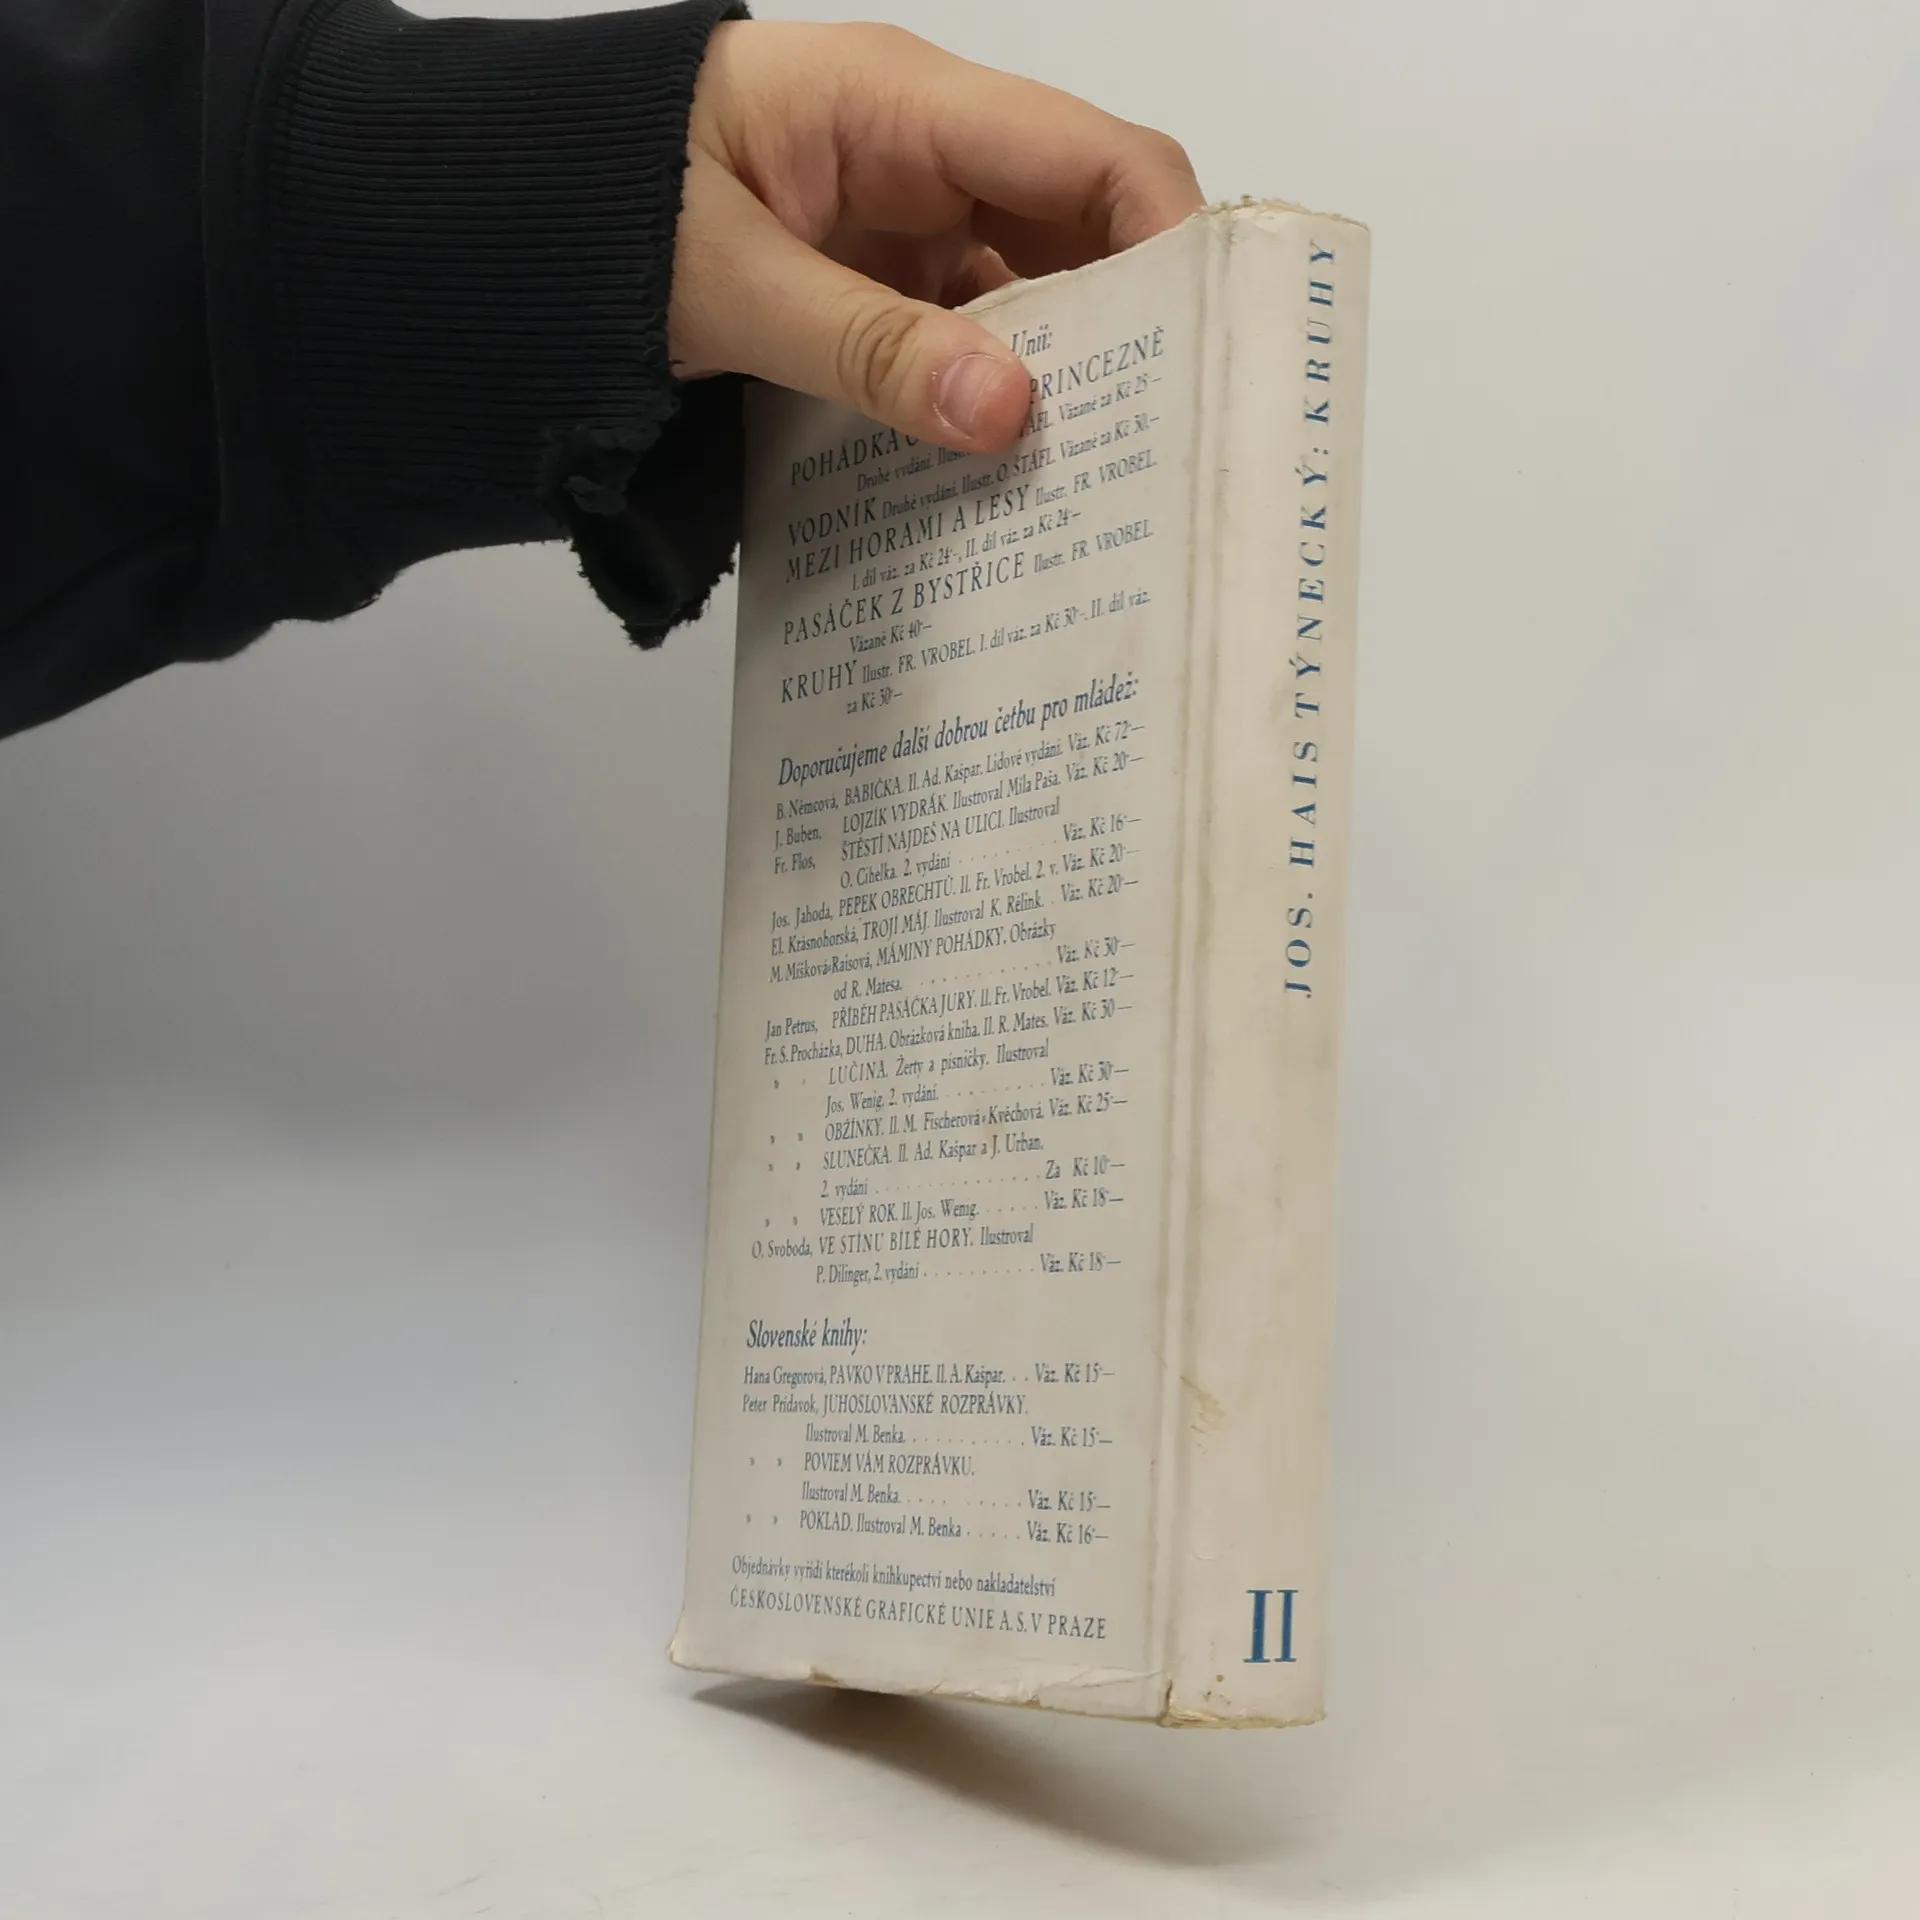 Unii:
POHÁDKA PRINCEZNĚ
Druhé vydání. Vázané za Kč 25·—
VODNÍK Druhé vydání. Ilustr. O. ŠTÁFL. Vázané za Kč 30.—
MEZI HORAMI A LESY Ilustr. FR. VROBEL.
I. díl váz. za Kč 24·—, II. díl váz. za Kč 24·—
PASÁČEK Z BYSTŘICE Ilustr. FR. VROBEL.
Vázané Kč 40·—
KRUHY Ilustr. FR. VROBEL. I. díl váz. za Kč 30·—. II. díl váz.
za Kč 30·—
Doporučujeme další dobrou četbu pro mládež:
B. Němcová, BABIČKA. Il. Ad. Kašpar. Lidové vydání. Váz. Kč 72·—
J. Buben, LOJZÍK VYDRÁK. Ilustroval Míla Paša. Váz. Kč 20·—
Fr. Flos, ŠTĚSTÍ NAJDEŠ NA ULICI. Ilustroval
O. Cihelka. 2. vydání . . . . . . . . . Váz. Kč 16·—
Jos. Jahoda, PEPEK OBRECHTŮ. Il. Fr. Vrobel. 2. v. Váz. Kč 20·—
El. Krásnohorská, TROJÍ MÁJ. Ilustroval K. Rélink. . Váz. Kč 20·—
M. Míšková-Raisová, MÁMINY POHÁDKY. Obrázky
od R. Matesa. . . . . . . . . . . Váz. Kč 30·—
Jan Petrus, PŘÍBĚH PASÁČKA JURY. Il. Fr. Vrobel. Váz. Kč 12·—
Fr. S. Procházka, DUHA. Obrázková kniha. Il. R. Mates. Váz. Kč 30·—
» » LUČINA. Žerty a písničky. Ilustroval
Jos. Wenig. 2. vydání. . . . . . . . . Váz. Kč 30·—
» » OBŽÍNKY. Il. M. Fischerová-Kvěchová. Váz. Kč 25·—
» » SLUNEČKA. Il. Ad. Kašpar a J. Urban.
2. vydání . . . . . . . . . . . . . . . Za Kč 10·—
» » VESELÝ ROK. Il. Jos. Wenig. . . . . . Váz. Kč 18·—
O. Svoboda, VE STÍNU BÍLÉ HORY. Ilustroval
P. Dilinger, 2. vydání . . . . . . . . . . Váz. Kč 18·—
Slovenské knihy:
Hana Gregorová, PAVKO V PRAHE. Il. A. Kašpar. . . Váz. Kč 15·—
Peter Prídavok, JUHOSLOVANSKÉ ROZPRÁVKY.
Ilustroval M. Benka. . . . . . . . . . . Váz. Kč 15·—
» » POVIEM VÁM ROZPRÁVKU.
Ilustroval M. Benka. . . . . . . . . . Váz. Kč 15·—
» » POKLAD. Ilustroval M. Benka . . . . . Váz. Kč 16·—
Objednávky vyřídí kterékoli knihkupectví nebo nakladatelství
ČESKOSLOVENSKÉ GRAFICKÉ UNIE A. S. V PRAZE
JOS. HAIS TÝNECKÝ: KRUHY
II